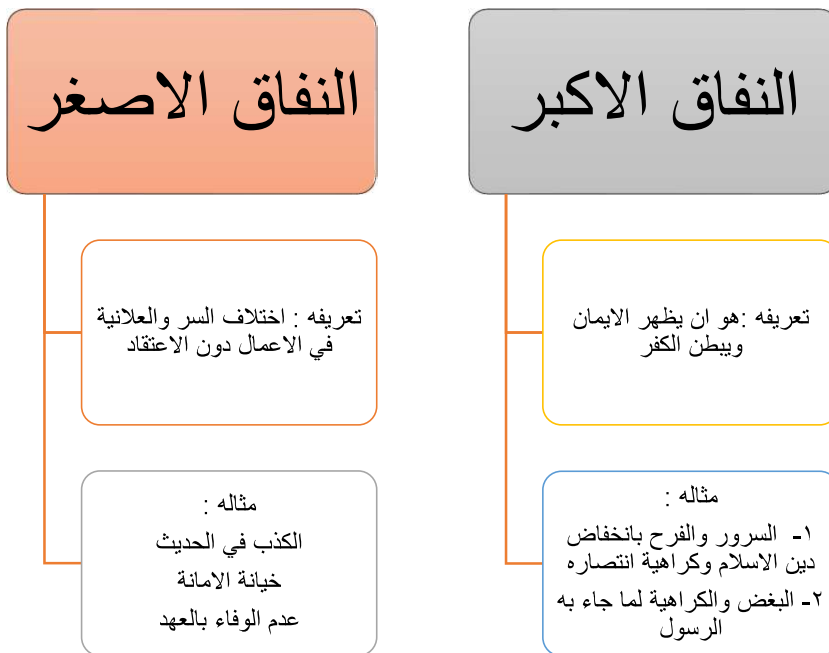 النفاق الاكبر
تعريفه :هو ان يظهر الايمان
ويبطن الكفر
مثاله :
١- السرور والفرح بانخفاض
دين الاسلام وكراهية انتصاره
٢- البغض والكراهية لما جاء به
الرسول
النفاق الاصغر
تعريفه : اختلاف السر والعلانية
في الاعمال دون الاعتقاد
مثاله :
الكذب في الحديث
خيانة الامانة
عدم الوفاء بالعهد